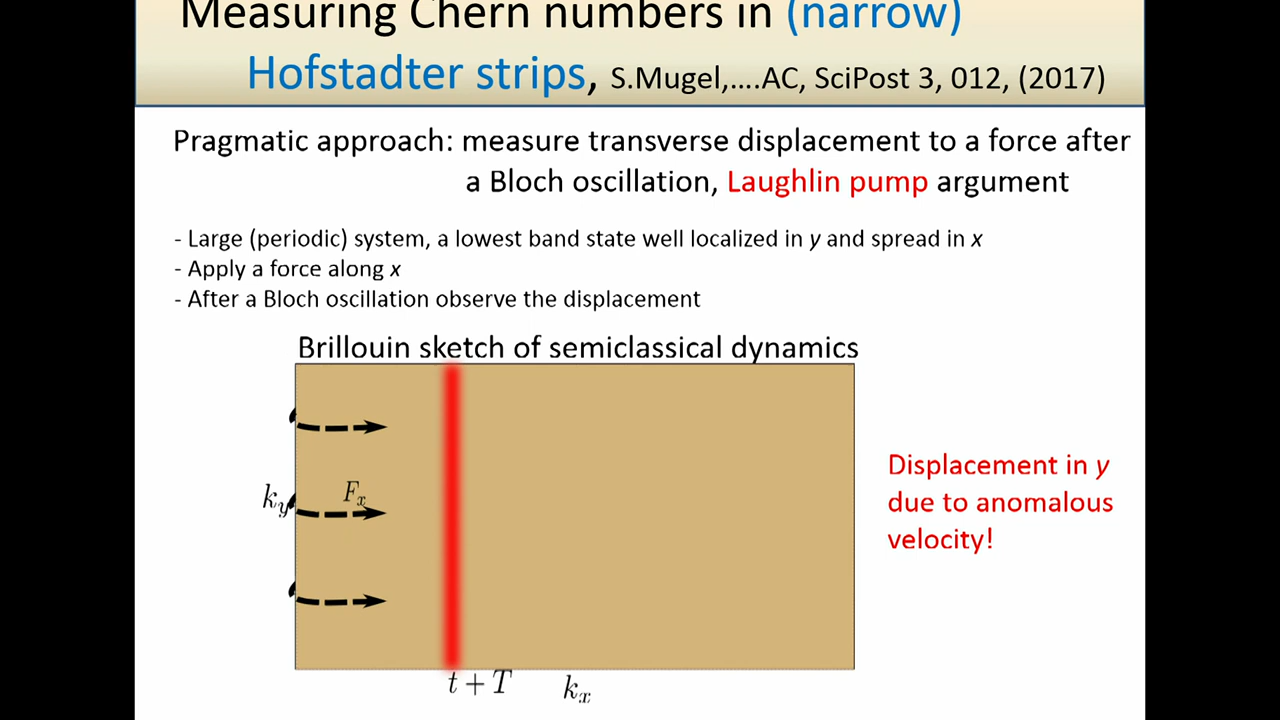 Measuring Chern numbers in (narrow)
Hofstadter strips, S.Mugel,....AC, SciPost 3, 012, (2017)
Pragmatic approach: measure transverse displacement to a force after
a Bloch oscillation, Laughlin pump argument
- Large (periodic) system, a lowest band state well localized in y and spread in x
- Apply a force along x
- After a Bloch oscillation observe the displacement
Brillouin sketch of semiclassical dynamics
k_y
F_x
Displacement in y
due to anomalous
velocity!
t + T
k_x